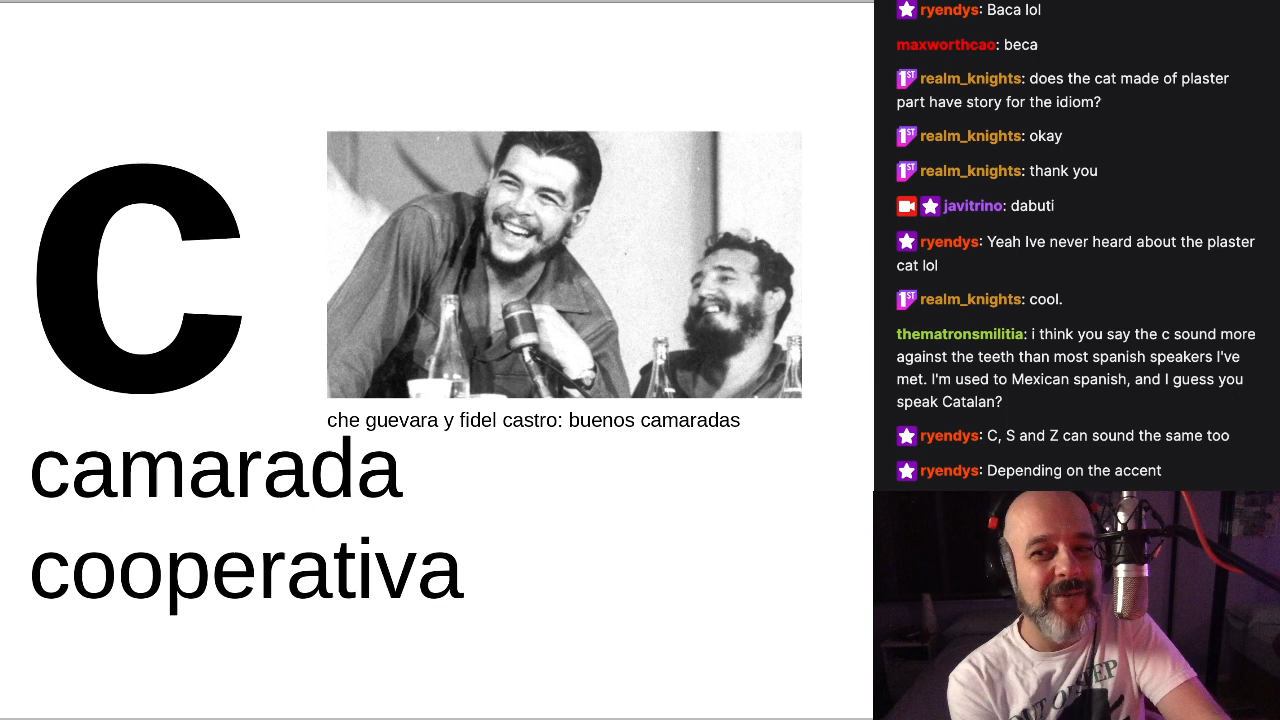 c
che guevara y fidel castro: buenos camaradas
camarada
cooperativa
ryendys: Baca lol
maxworthcao: beca
1ST realm_knights: does the cat made of plaster
part have story for the idiom?
1ST realm_knights: okay
1ST realm_knights: thank you
javitrino: dabuti
ryendys: Yeah Ive never heard about the plaster
cat lol
1ST realm_knights: cool.
thematronsmilitia: i think you say the c sound more
against the teeth than most spanish speakers I've
met. I'm used to Mexican spanish, and I guess you
speak Catalan?
ryendys: C, S and Z can sound the same too
ryendys: Depending on the accent